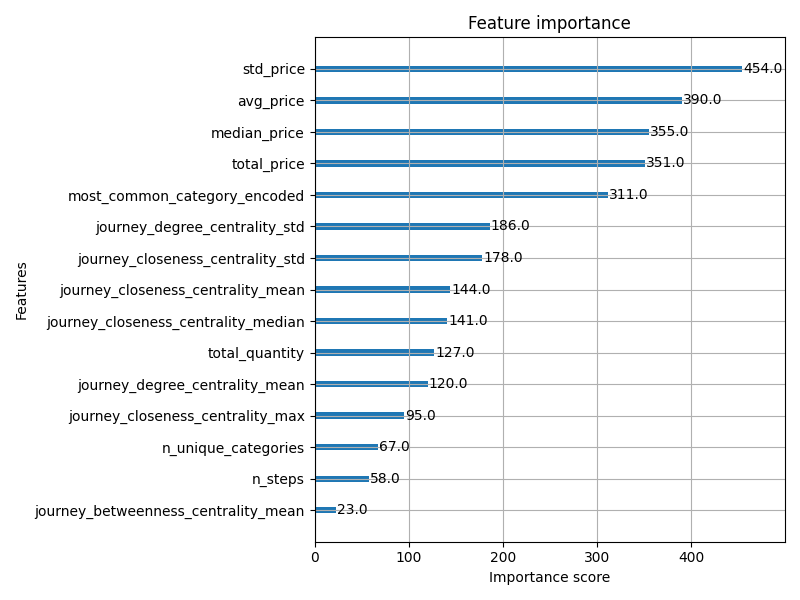 Feature importance
std_price 454.0
avg_price 390.0
median_price 355.0
total_price 351.0
most_common_category_encoded 311.0
journey_degree_centrality_std 186.0
journey_closeness_centrality_std 178.0
journey_closeness_centrality_mean 144.0
journey_closeness_centrality_median 141.0
total_quantity 127.0
journey_degree_centrality_mean 120.0
journey_closeness_centrality_max 95.0
n_unique_categories 67.0
n_steps 58.0
journey_betweenness_centrality_mean 23.0
Features
0 100 200 300 400
Importance score